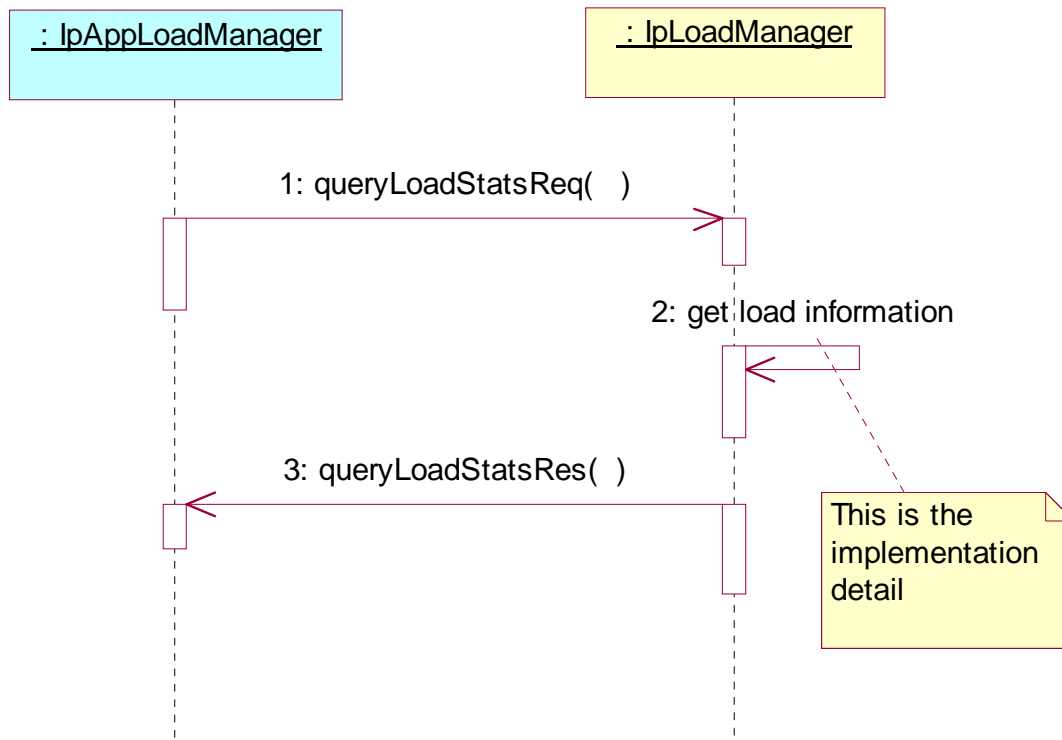 : IpAppLoadManager
: IpLoadManager
1: queryLoadStatsReq(   )
2: get load information
3: queryLoadStatsRes(  )
This is the
implementation
detail